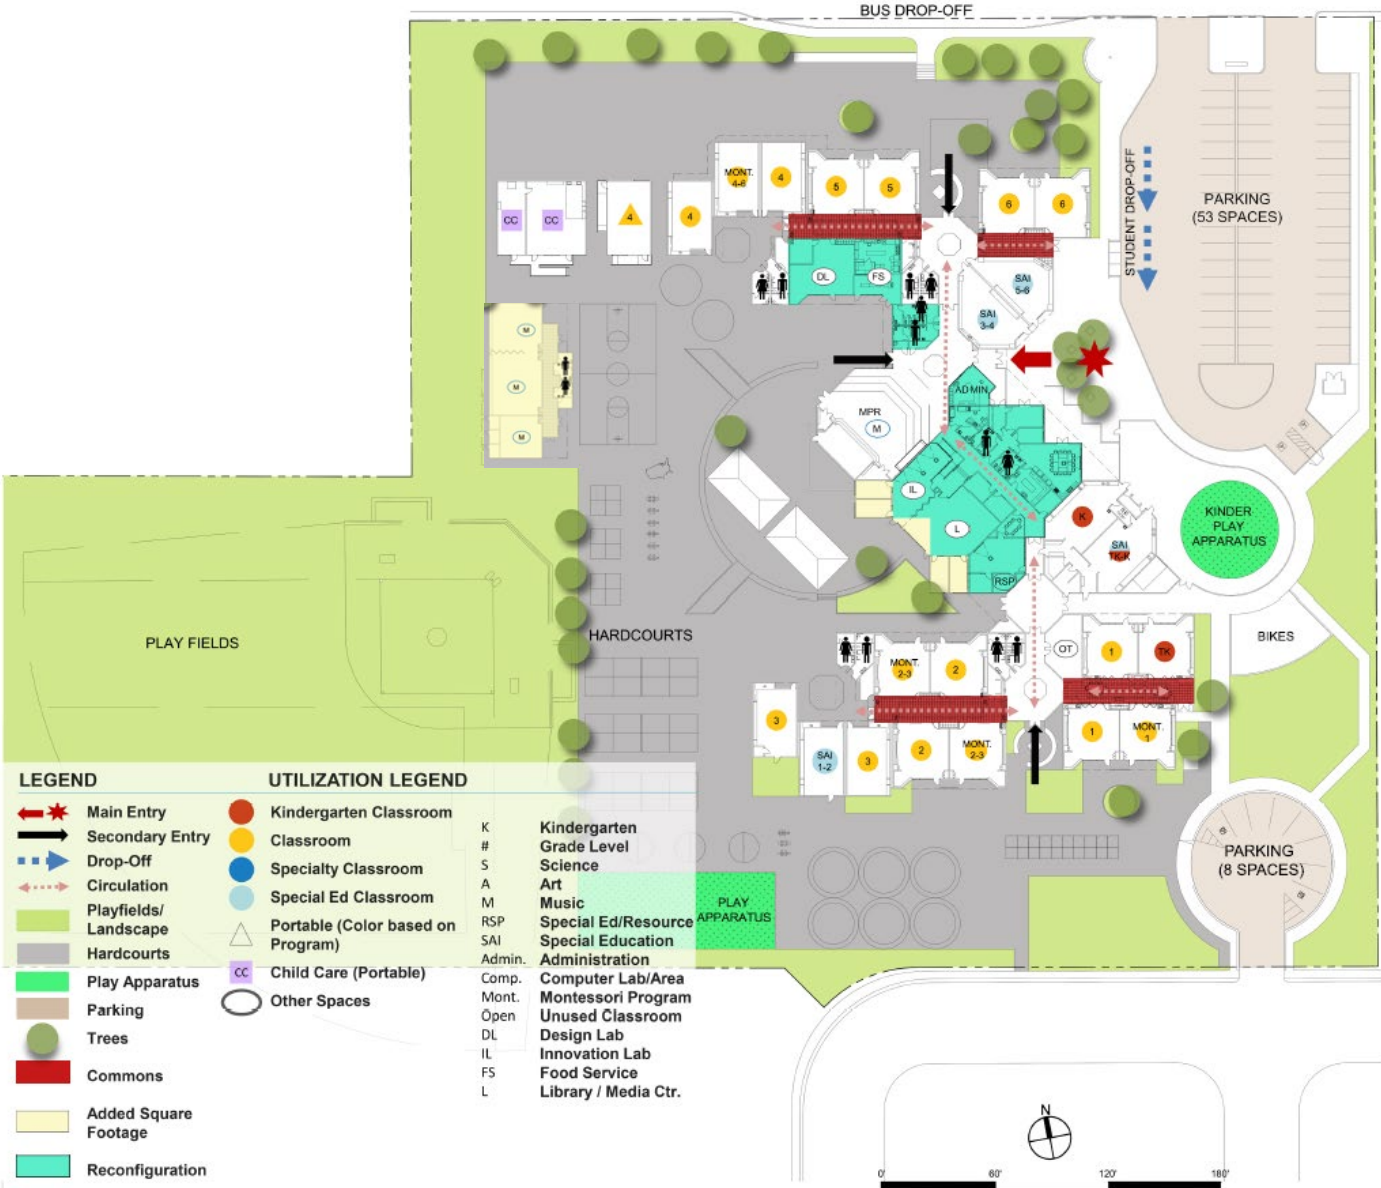 BUS DROP-OFF
STUDENT DROP-OFF
PARKING
(53 SPACES)
CC
CC
4
4
MONT.
4-6
4
5
5
6
6
DL
FS
SAI
5-6
SAI
3-4
M
M
M
ADMIN
MPR
M
IL
L
RSP
K
SAI
TK-K
KINDER
PLAY
APPARATUS
PLAY FIELDS
HARDCOURTS
BIKES
OT
MONT.
2-3
2
1
TK
3
SAI
1-2
3
2
MONT.
2-3
1
MONT.
1
PARKING
(8 SPACES)
PLAY
APPARATUS
LEGEND
Main Entry
Secondary Entry
Drop-Off
Circulation
Playfields/
Landscape
Hardcourts
Play Apparatus
Parking
Trees
Commons
Added Square
Footage
Reconfiguration
UTILIZATION LEGEND
Kindergarten Classroom
Classroom
Specialty Classroom
Special Ed Classroom
Portable (Color based on
Program)
CC Child Care (Portable)
Other Spaces
K Kindergarten
# Grade Level
S Science
A Art
M Music
RSP Special Ed/Resource
SAI Special Education
Admin. Administration
Comp. Computer Lab/Area
Mont. Montessori Program
Open Unused Classroom
DL Design Lab
IL Innovation Lab
FS Food Service
L Library / Media Ctr.
N
0' 60' 120' 180'